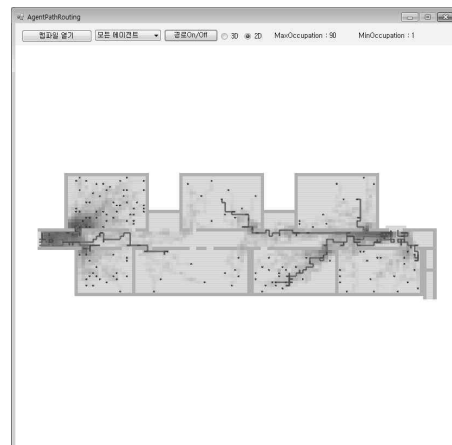 AgentPathRouting
맵파일 열기 모든 에이전트 경로On/Off 3D 2D MaxOccupation : 90 MinOccupation : 1